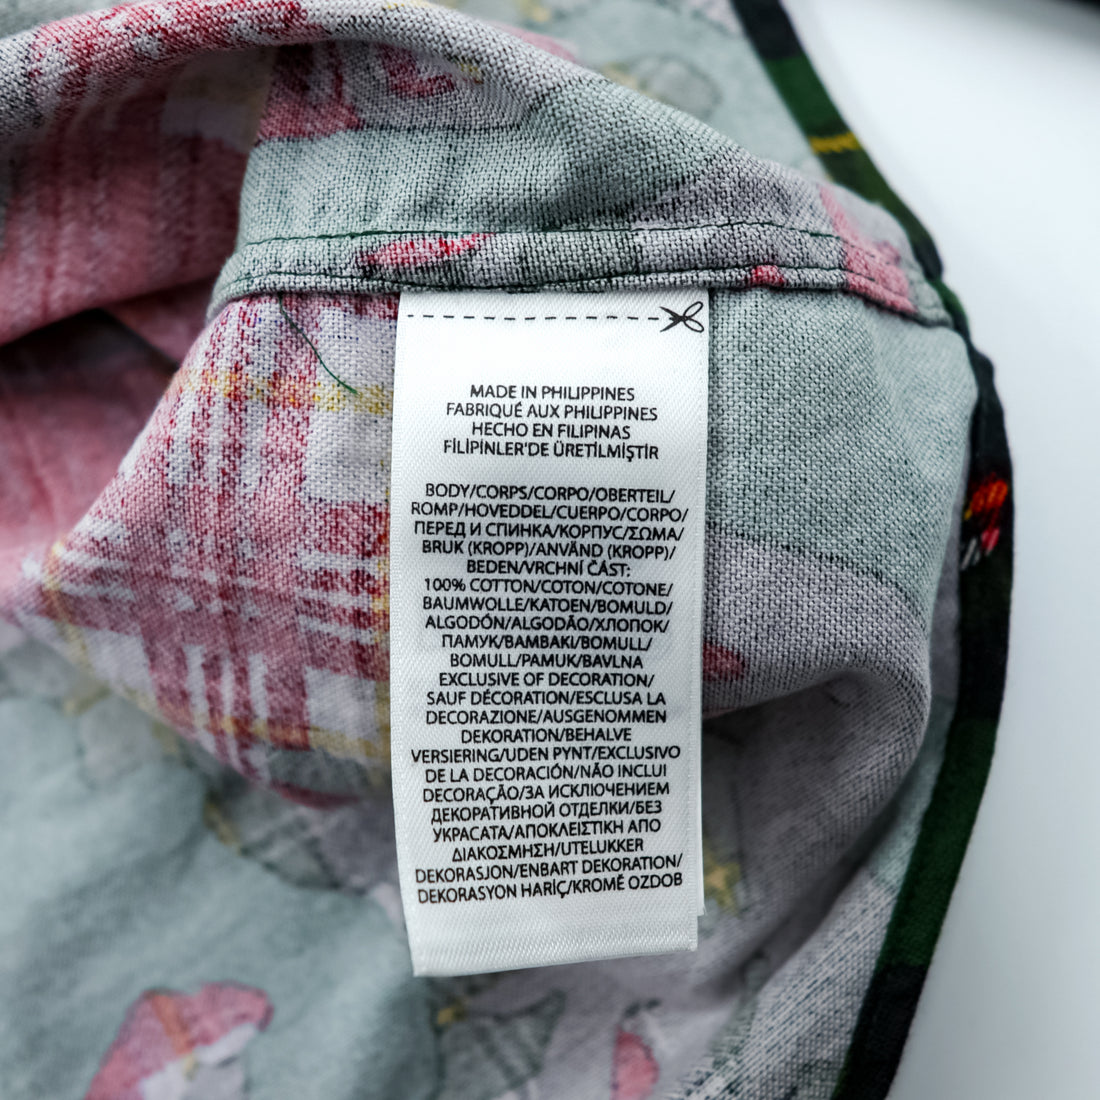 MADE IN PHILIPPINES
FABRIQUÉ AUX PHILIPPINES
HECHO EN FILIPINAS
FİLİPİNLER'DE ÜRETİLMİŞTİR
BODY/CORPS/CORPO/OBERTEIL/
ROMP/HOVEDDEL/CUERPO/CORPO/
ПЕРЕД И СПИНКА/КОРПУС/ΣΩΜΑ/
BRUK (KROPP)/ANVÄND (KROPP)/
BEDEN/VRCHNÍ ČÁST:
100% COTTON/COTON/COTONE/
BAUMWOLLE/KATOEN/BOMULD/
ALGODÓN/ALGODÃO/ХЛОПОК/
ПАМУК/ΒΑΜΒΑΚΙ/BOMULL/
BOMULL/PAMUK/BAVLNA
EXCLUSIVE OF DECORATION/
SAUF DÉCORATION/ESCLUSA LA
DECORAZIONE/AUSGENOMMEN
DEKORATION/BEHALVE
VERSIERING/UDEN PYNT/EXCLUSIVO
DE LA DECORACIÓN/NÃO INCLUI
DECORAÇÃO/ЗА ИСКЛЮЧЕНИЕМ
ДЕКОРАТИВНОЙ ОТДЕЛКИ/БЕЗ
УКРАСАТА/ΑΠΟΚΛΕΙΣΤΙΚΗ ΑΠΟ
ΔΙΑΚΟΣΜΗΣΗ/UTELUKKER
DEKORASJON/ENBART DEKORATION/
DEKORASYON HARİÇ/KROMĚ OZDOB